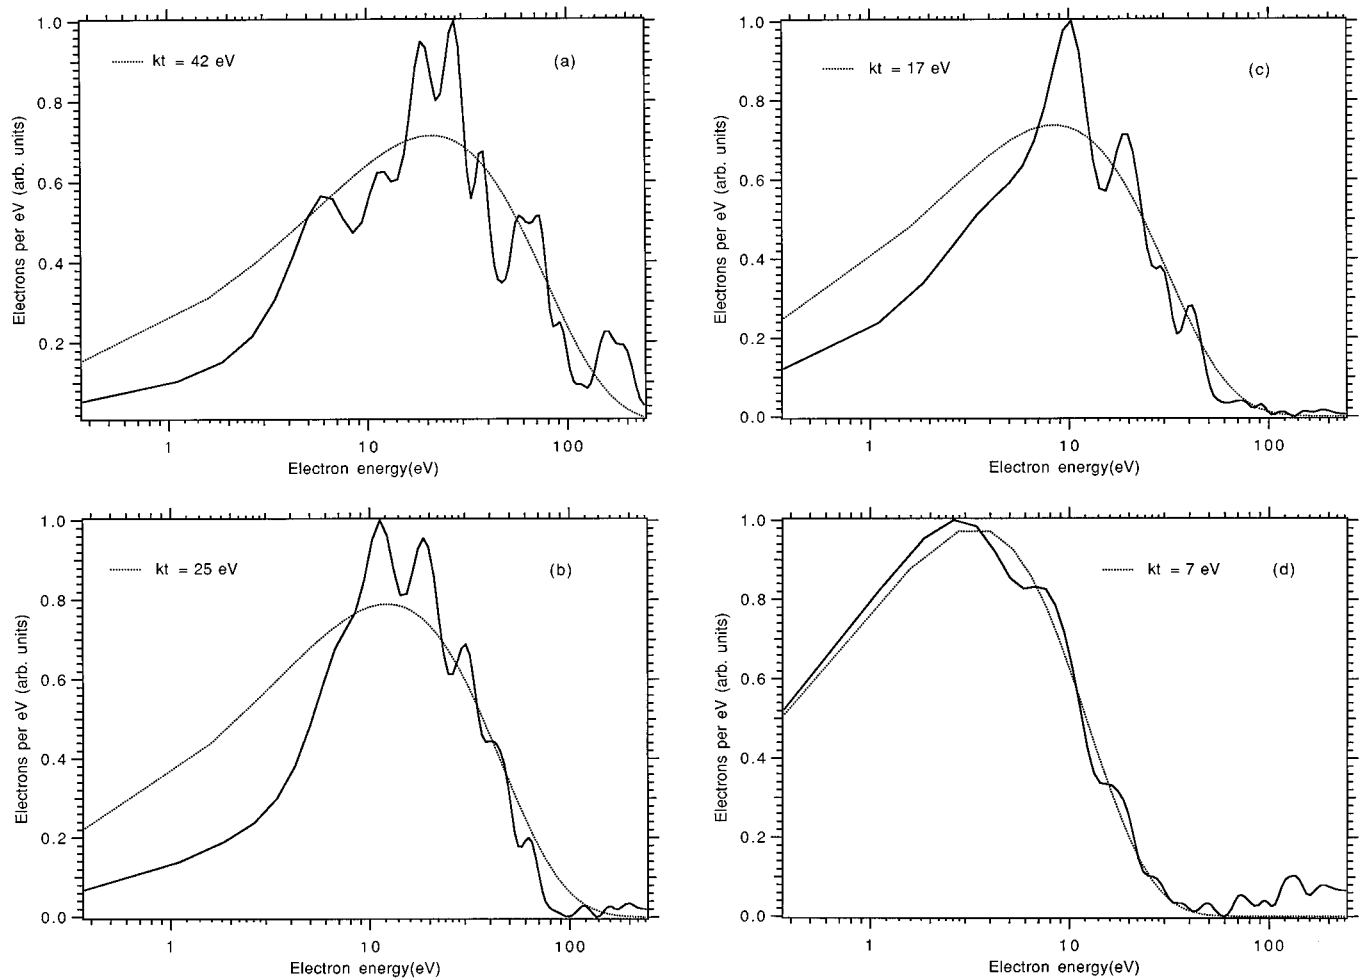 1.0
0.8
0.6
0.4
0.2
Electrons per eV (arb. units)
kt = 42 eV
(a)
1
10
100
Electron energy(eV)
1.0
0.8
0.6
0.4
0.2
0.0
Electrons per eV (arb. units)
kt = 17 eV
(c)
1
10
100
Electron energy(eV)
1.0
0.8
0.6
0.4
0.2
0.0
Electrons per eV (arb. units)
kt = 25 eV
(b)
1
10
100
Electron energy(eV)
1.0
0.8
0.6
0.4
0.2
0.0
Electrons per eV (arb. units)
kt = 7 eV
(d)
1
10
100
Electron energy(eV)